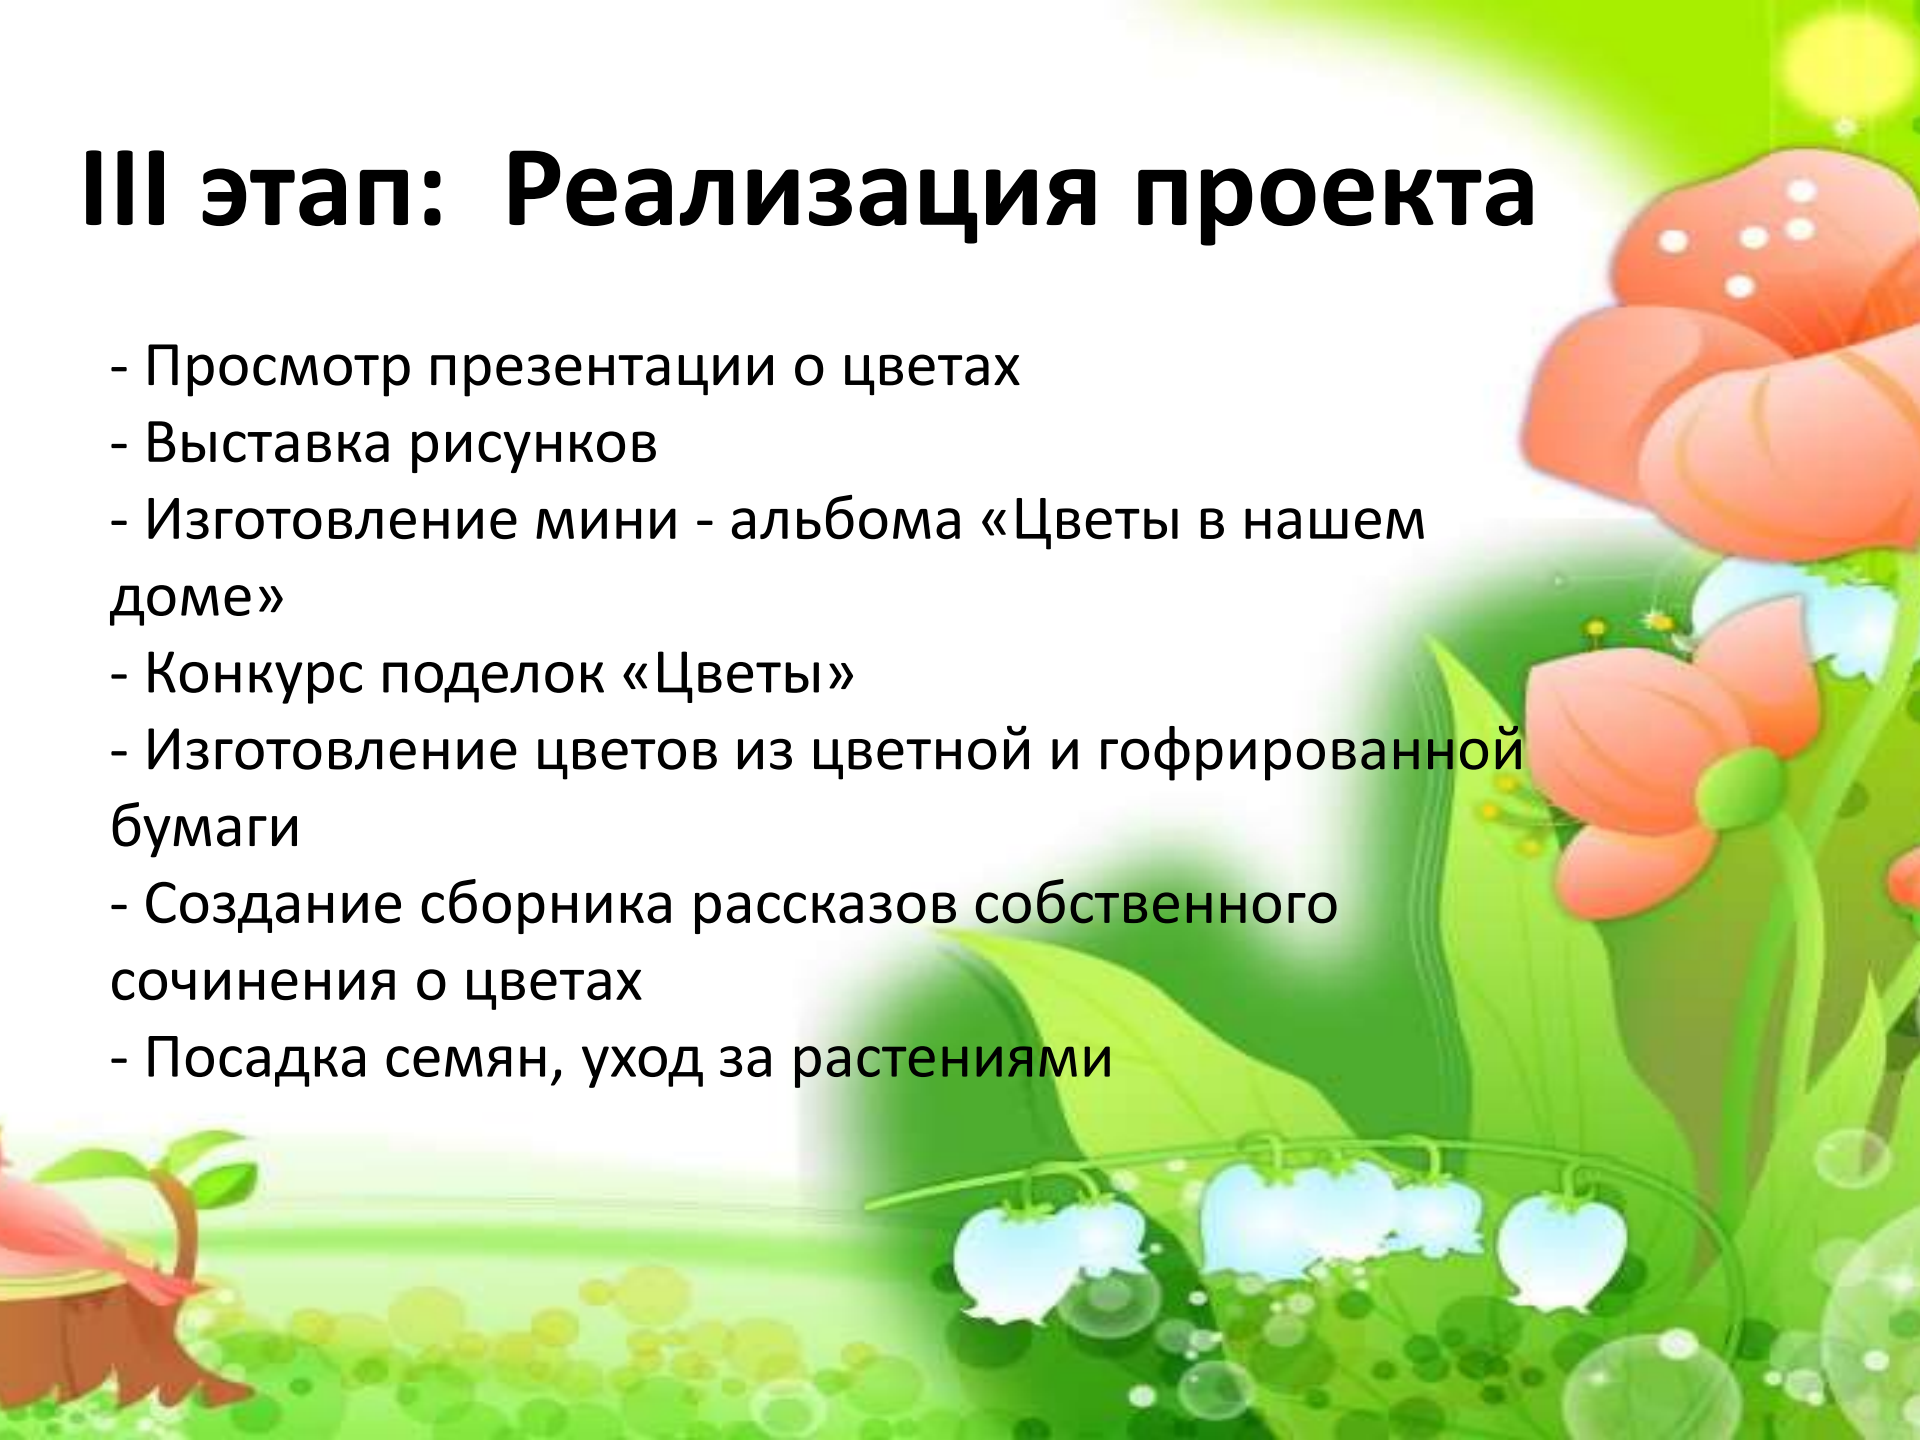 III этап:  Реализация проекта
- Просмотр презентации о цветах
- Выставка рисунков
- Изготовление мини - альбома «Цветы в нашем
доме»
- Конкурс поделок «Цветы»
- Изготовление цветов из цветной и гофрированной
бумаги
- Создание сборника рассказов собственного
сочинения о цветах
- Посадка семян, уход за растениями